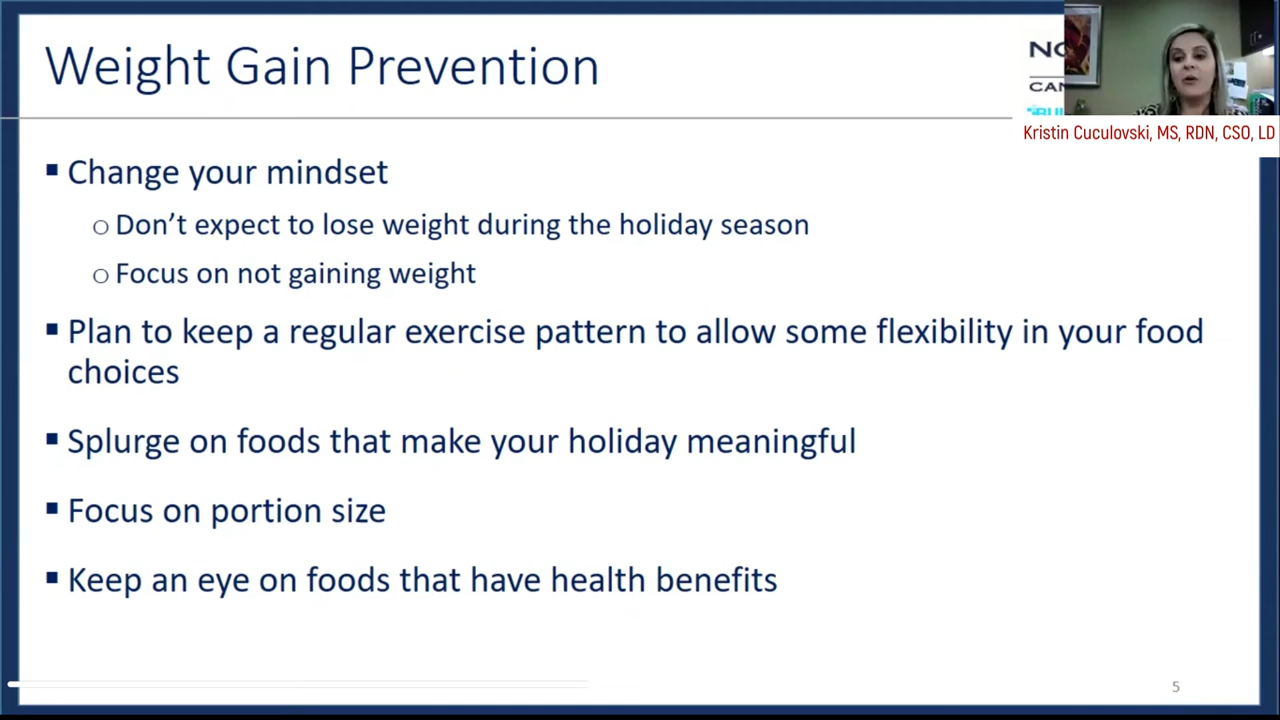 Weight Gain Prevention
NO
CAN
Kristin Cuculovski, MS, RDN, CSO, LD
▪ Change your mindset
o Don’t expect to lose weight during the holiday season
o Focus on not gaining weight
▪ Plan to keep a regular exercise pattern to allow some flexibility in your food
choices
▪ Splurge on foods that make your holiday meaningful
▪ Focus on portion size
▪ Keep an eye on foods that have health benefits
5